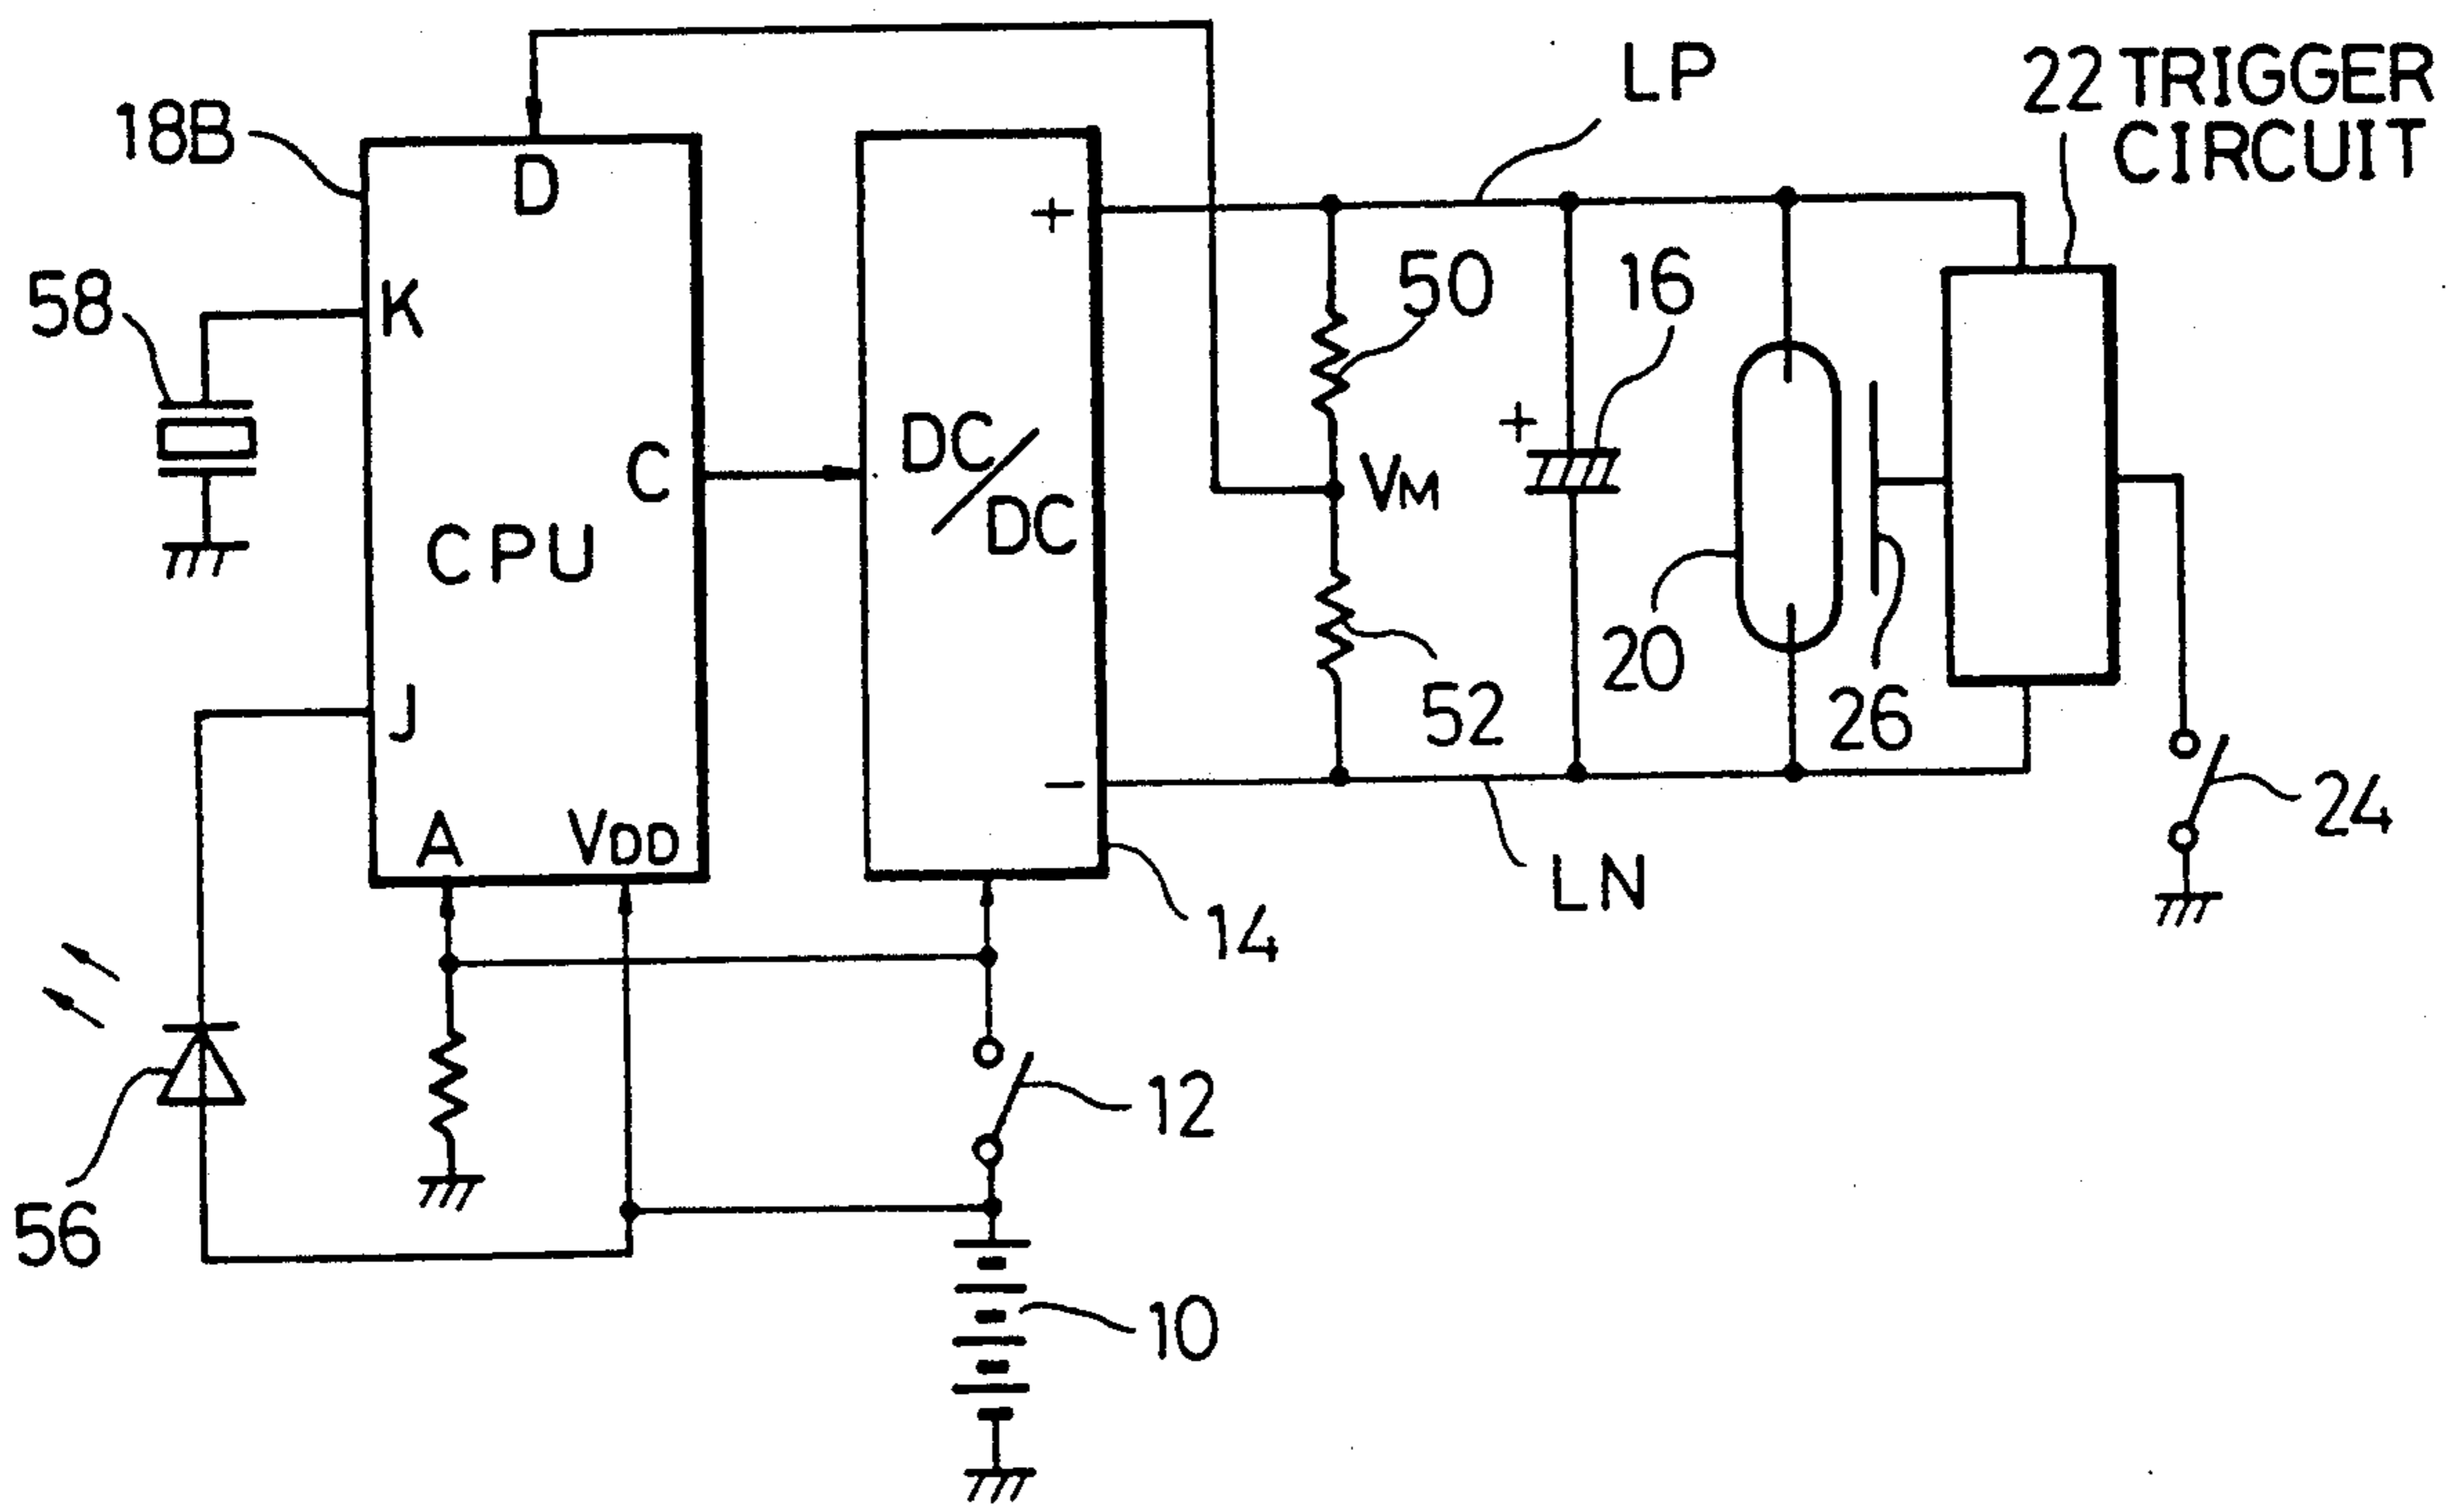 LP
22 TRIGGER
CIRCUIT
18B
D
+
58
K
50
16
C
DC/DC
+
VM
CPU
20
26
52
J
-
24
A
VDD
LN
14
12
56
10